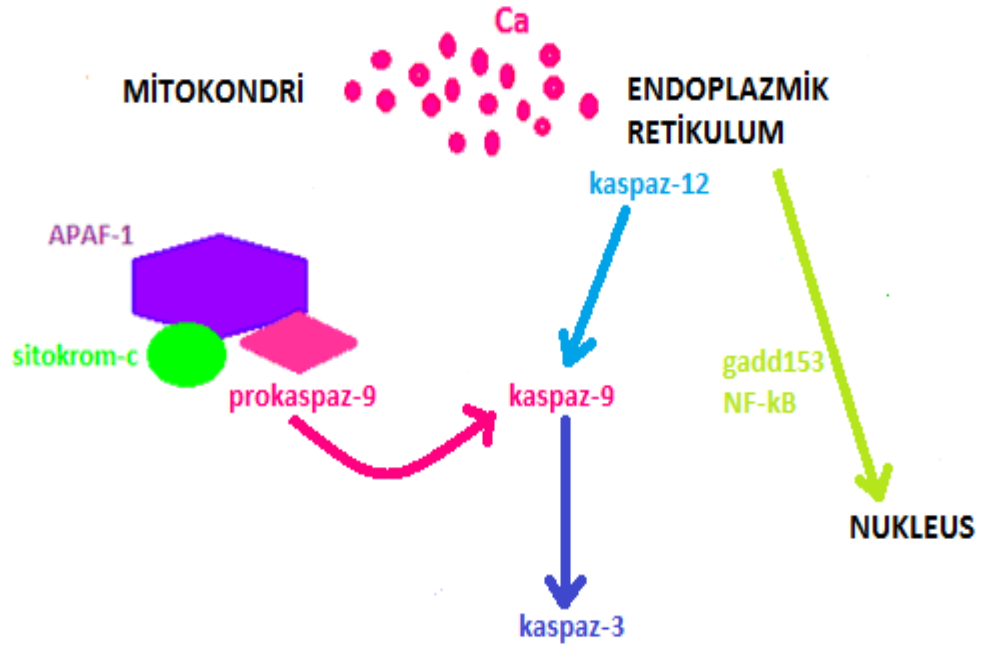 Ca
MİTOKONDRİ
ENDOPLAZMİK
RETİKULUM
kaspaz-12
APAF-1
sitokrom-c
prokaspaz-9
kaspaz-9
gadd153
NF-kB
NUKLEUS
kaspaz-3